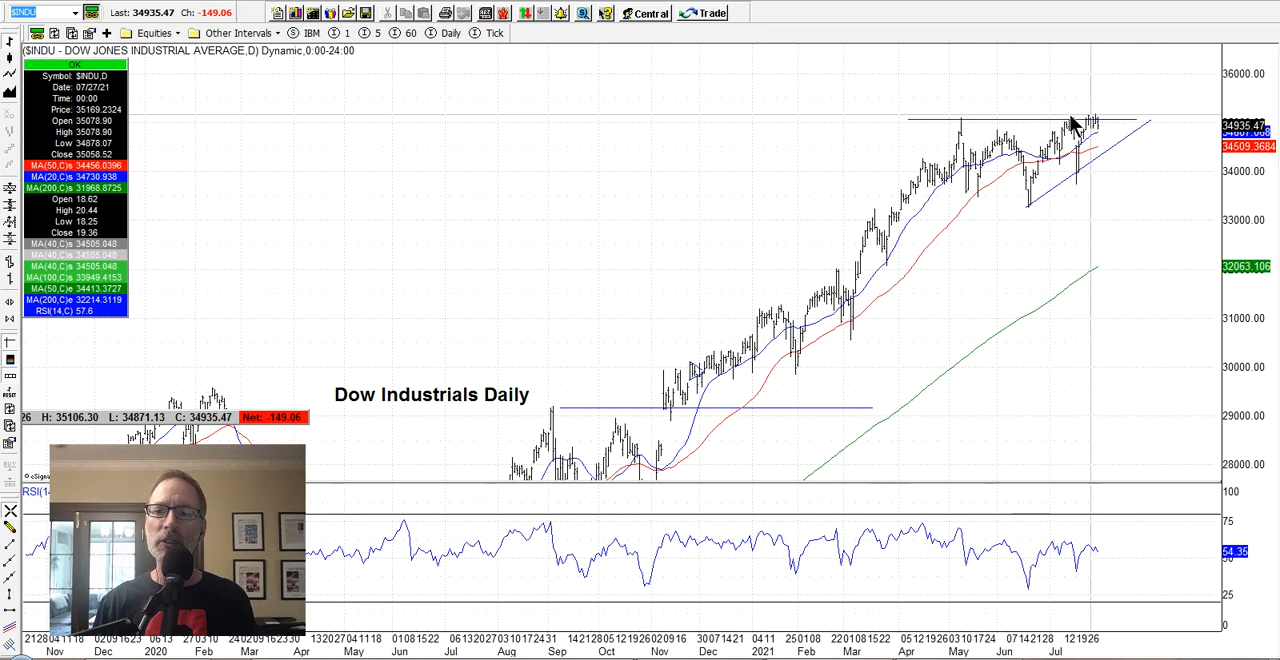 $INDU Last: 34935.47 Ch: -149.06 Central Trade
Equities Other Intervals IBM 1 5 60 Daily Tick
($INDU - DOW JONES INDUSTRIAL AVERAGE,D) Dynamic,0:00-24:00
OK
Symbol: $INDU,D
Date: 07/27/21
Time: 00:00
Price: 35169.2324
Open 35078.90
High 35078.90
Low 34878.07
Close 35058.52
MA(50,C)s 34456.0396
MA(20,C)s 34730.938
MA(200,C)s 31968.8725
Open 18.62
High 20.44
Low 18.25
Close 19.36
MA(40,C)s 34505.048
MA(40,C)s 34505.048
MA(40,C)s 34505.048
MA(100,C)s 33949.4153
MA(50,C)e 34413.3727
MA(200,C)e 32214.3119
RSI(14,C) 57.6
36000.00
34935.47
34509.3684
34000.00
33000.00
32063.106
31000.00
30000.00
29000.00
28000.00
Dow Industrials Daily
26 H: 35106.30 L: 34871.13 C: 34935.47 Net: -149.06
RSI(14
100
75
54.35
25
0
Nov Dec 2020 Feb Mar Apr May Jun Jul Aug Sep Oct Nov Dec 2021 Feb Mar Apr May Jun Jul